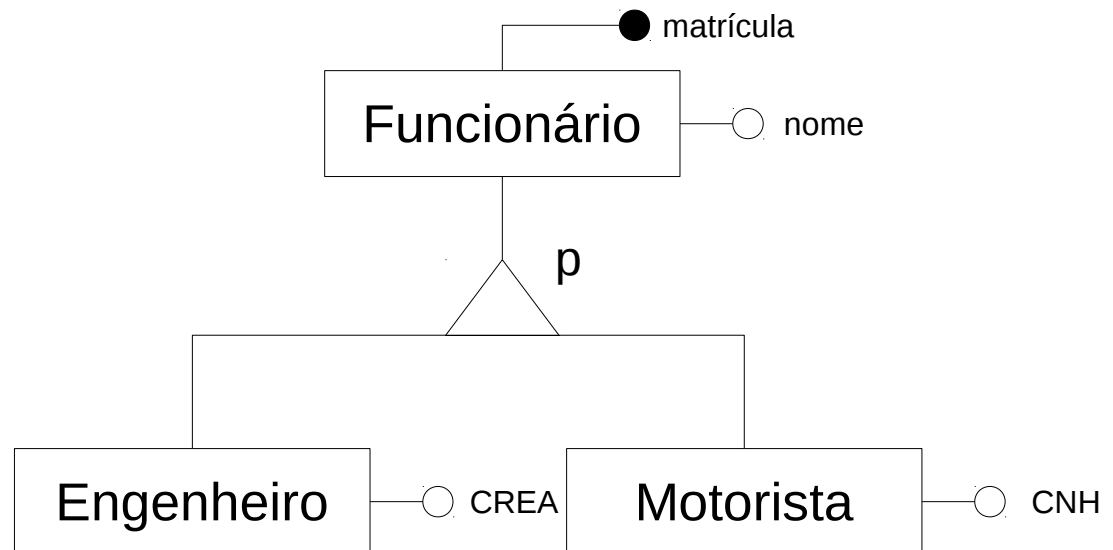 matrícula
Funcionário
nome
p
Engenheiro
CREA
Motorista
CNH